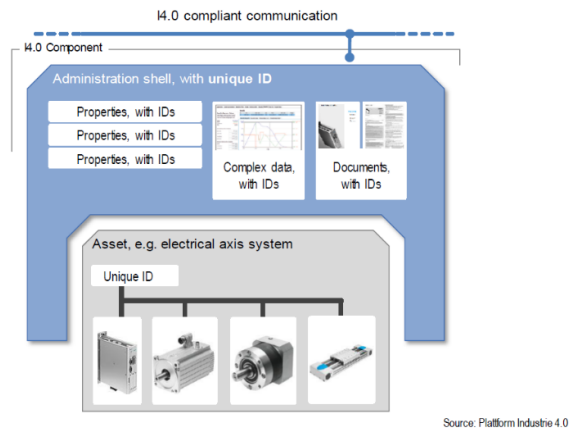 I4.0 compliant communication
I4.0 Component
Administration shell, with unique ID
Properties, with IDs
Properties, with IDs
Properties, with IDs
Complex data,
with IDs
Documents,
with IDs
Asset, e.g. electrical axis system
Unique ID
Source: Plattform Industrie 4.0